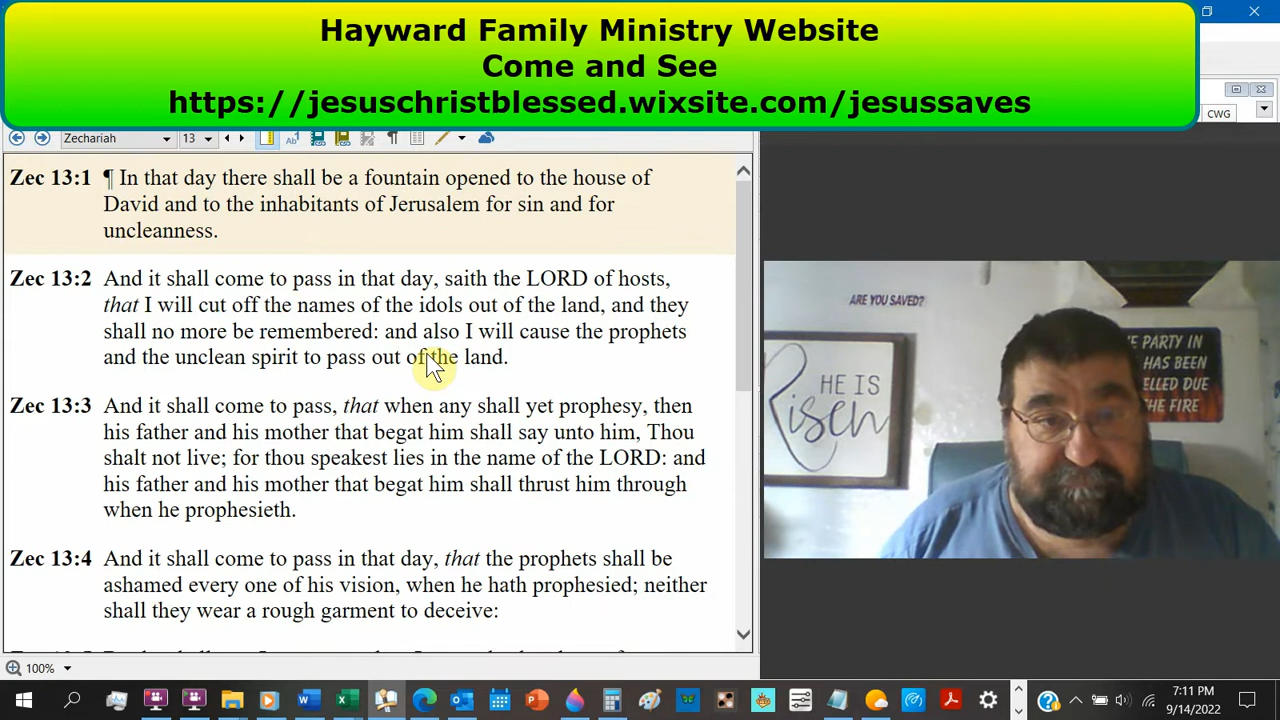 Hayward Family Ministry Website
Come and See
https://jesuschristblessed.wixsite.com/jesussaves
CWG
Zechariah
13
Zec 13:1 ¶ In that day there shall be a fountain opened to the house of
David and to the inhabitants of Jerusalem for sin and for
uncleanness.
Zec 13:2 And it shall come to pass in that day, saith the LORD of hosts,
that I will cut off the names of the idols out of the land, and they
shall no more be remembered: and also I will cause the prophets
and the unclean spirit to pass out of the land.
Zec 13:3 And it shall come to pass, that when any shall yet prophesy, then
his father and his mother that begat him shall say unto him, Thou
shalt not live; for thou speakest lies in the name of the LORD: and
his father and his mother that begat him shall thrust him through
when he prophesieth.
Zec 13:4 And it shall come to pass in that day, that the prophets shall be
ashamed every one of his vision, when he hath prophesied; neither
shall they wear a rough garment to deceive:
100%
ARE YOU SAVED?
HE IS
Risen
E PARTY IN
HAS BEEN
ELLED DUE
HE FIRE
7:11 PM
9/14/2022